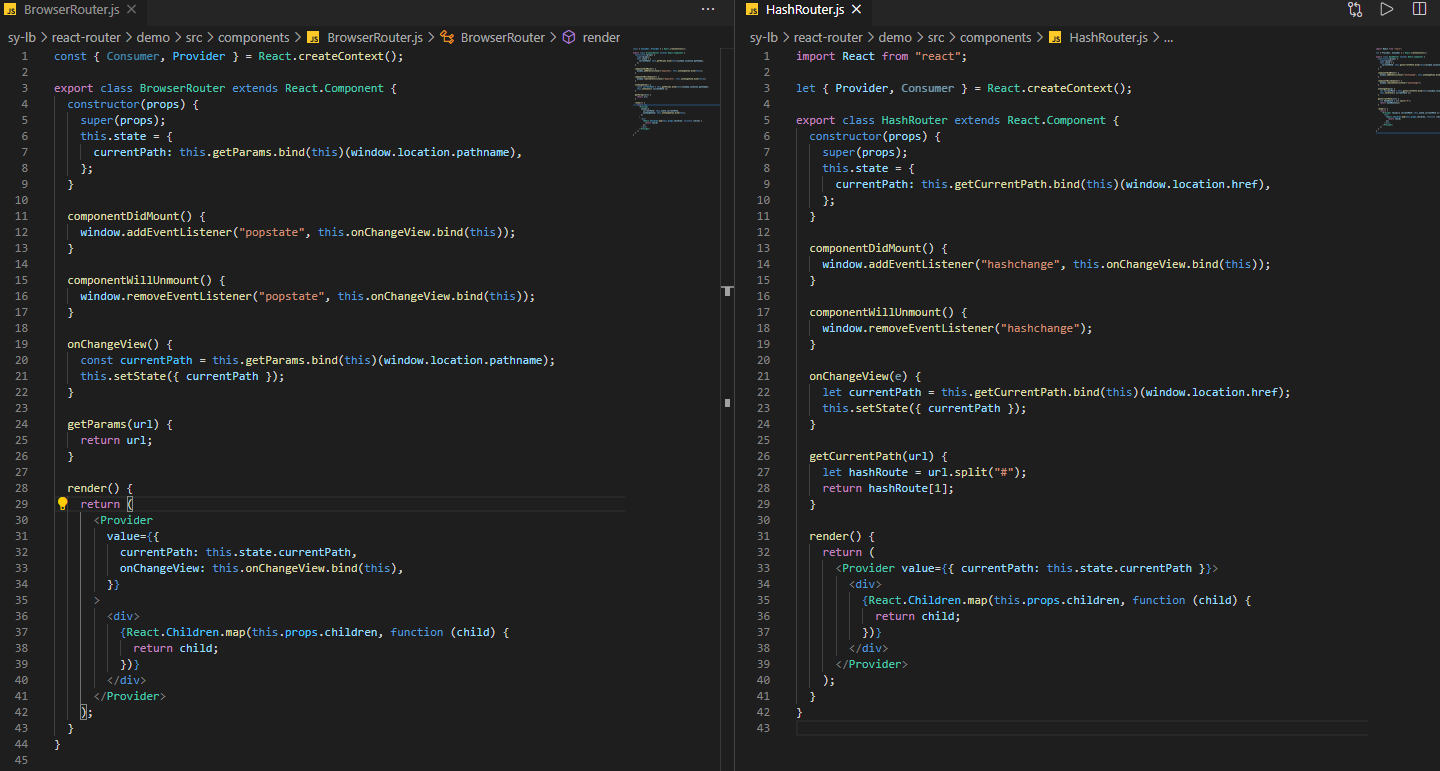 BrowserRouter.js
sy-lb > react-router > demo > src > components > BrowserRouter.js > BrowserRouter > render
1 const { Consumer, Provider } = React.createContext();
2
3 export class BrowserRouter extends React.Component {
4   constructor(props) {
5     super(props);
6     this.state = {
7       currentPath: this.getParams.bind(this)(window.location.pathname),
8     };
9   }
10
11   componentDidMount() {
12     window.addEventListener("popstate", this.onChangeView.bind(this));
13   }
14
15   componentWillUnmount() {
16     window.removeEventListener("popstate", this.onChangeView.bind(this));
17   }
18
19   onChangeView() {
20     const currentPath = this.getParams.bind(this)(window.location.pathname);
21     this.setState({ currentPath });
22   }
23
24   getParams(url) {
25     return url;
26   }
27
28   render() {
29     return (
30       <Provider
31         value={{
32           currentPath: this.state.currentPath,
33           onChangeView: this.onChangeView.bind(this),
34         }}
35       >
36         <div>
37           {React.Children.map(this.props.children, function (child) {
38             return child;
39           })}
40         </div>
41       </Provider>
42     );
43   }
44 }
45
HashRouter.js
sy-lb > react-router > demo > src > components > HashRouter.js > ...
1 import React from "react";
2
3 let { Provider, Consumer } = React.createContext();
4
5 export class HashRouter extends React.Component {
6   constructor(props) {
7     super(props);
8     this.state = {
9       currentPath: this.getCurrentPath.bind(this)(window.location.href),
10     };
11   }
12
13   componentDidMount() {
14     window.addEventListener("hashchange", this.onChangeView.bind(this));
15   }
16
17   componentWillUnmount() {
18     window.removeEventListener("hashchange");
19   }
20
21   onChangeView(e) {
22     let currentPath = this.getCurrentPath.bind(this)(window.location.href);
23     this.setState({ currentPath });
24   }
25
26   getCurrentPath(url) {
27     let hashRoute = url.split("#");
28     return hashRoute[1];
29   }
30
31   render() {
32     return (
33       <Provider value={{ currentPath: this.state.currentPath }}>
34         <div>
35           {React.Children.map(this.props.children, function (child) {
36             return child;
37           })}
38         </div>
39       </Provider>
40     );
41   }
42 }
43